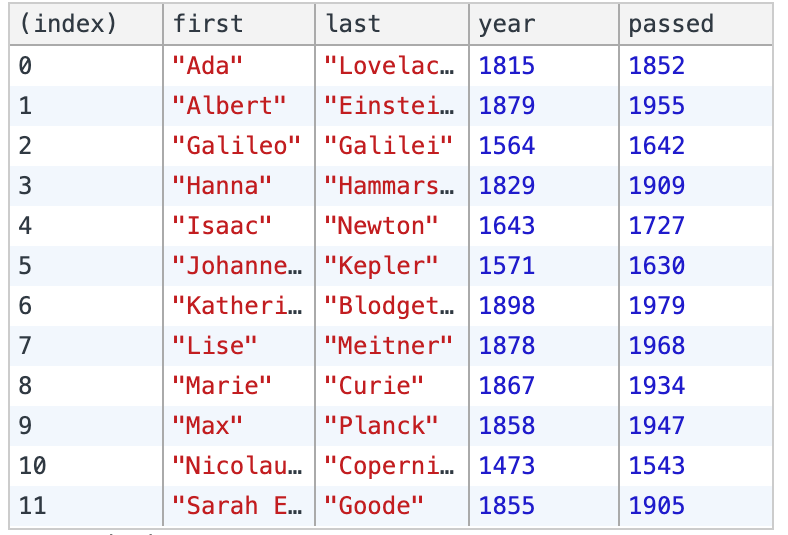 (index) first last year passed
0 "Ada" "Lovelac… 1815 1852
1 "Albert" "Einstei… 1879 1955
2 "Galileo" "Galilei" 1564 1642
3 "Hanna" "Hammars… 1829 1909
4 "Isaac" "Newton" 1643 1727
5 "Johanne… "Kepler" 1571 1630
6 "Katheri… "Blodget… 1898 1979
7 "Lise" "Meitner" 1878 1968
8 "Marie" "Curie" 1867 1934
9 "Max" "Planck" 1858 1947
10 "Nicolau… "Coperni… 1473 1543
11 "Sarah E… "Goode" 1855 1905